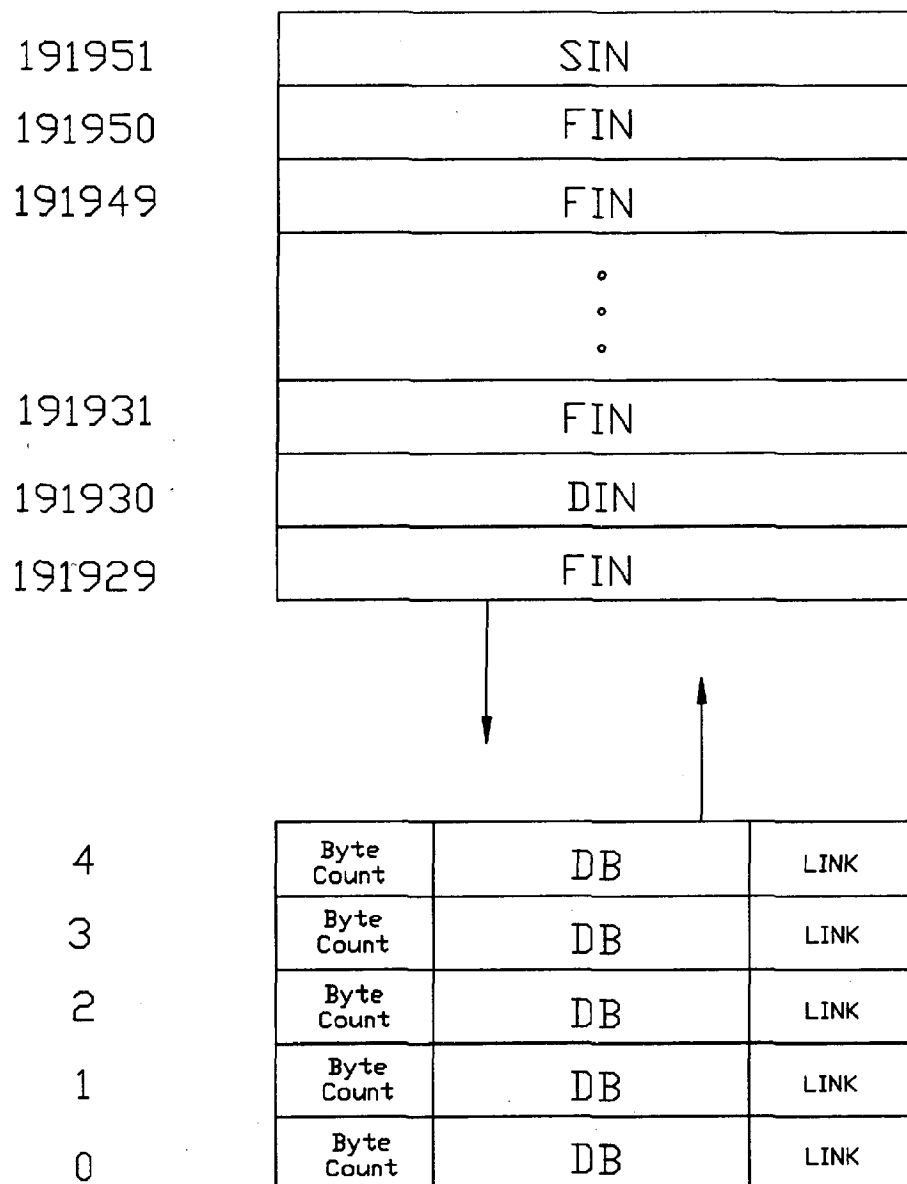 191951 SIN
191950 FIN
191949 FIN
191931 FIN
191930 DIN
191929 FIN
4 Byte Count DB LINK
3 Byte Count DB LINK
2 Byte Count DB LINK
1 Byte Count DB LINK
0 Byte Count DB LINK